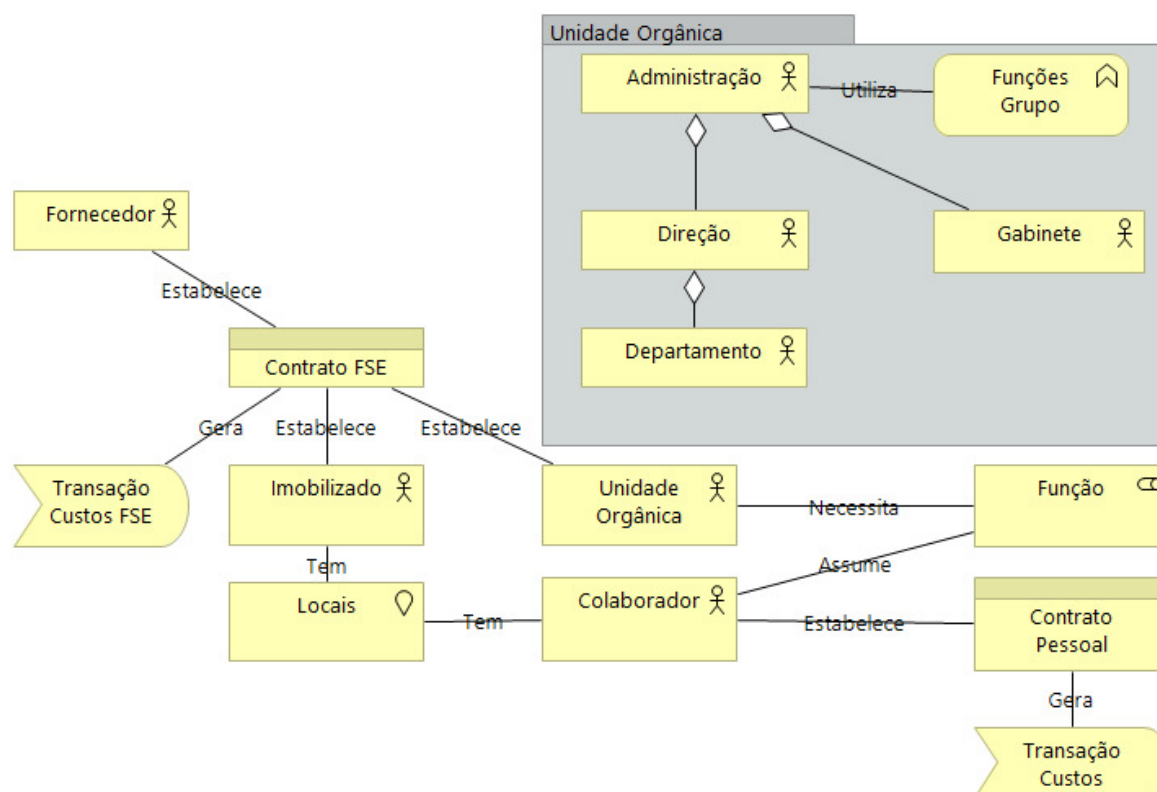 Unidade Orgânica
Administração
Utiliza
Funções
Grupo
Fornecedor
Direção
Gabinete
Estabelece
Departamento
Contrato FSE
Gera
Estabelece
Estabelece
Transação
Custos FSE
Imobilizado
Unidade
Orgânica
Necessita
Função
Tem
Assume
Locais
Tem
Colaborador
Estabelece
Contrato
Pessoal
Gera
Transação
Custos